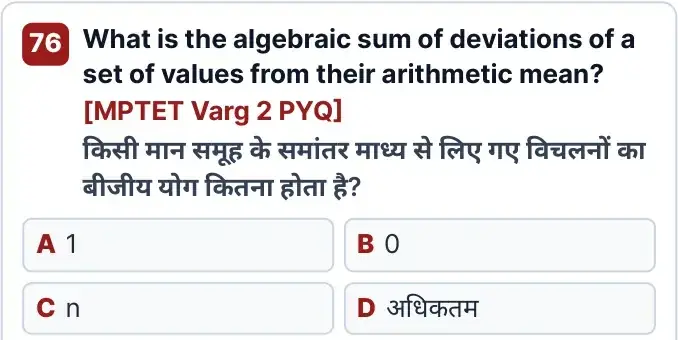 76 What is the algebraic sum of deviations of a
set of values from their arithmetic mean?
[MPTET Varg 2 PYQ]
किसी मान समूह के समांतर माध्य से लिए गए विचलनों का
बीजीय योग कितना होता है?
A 1 B 0
C n D अधिकतम